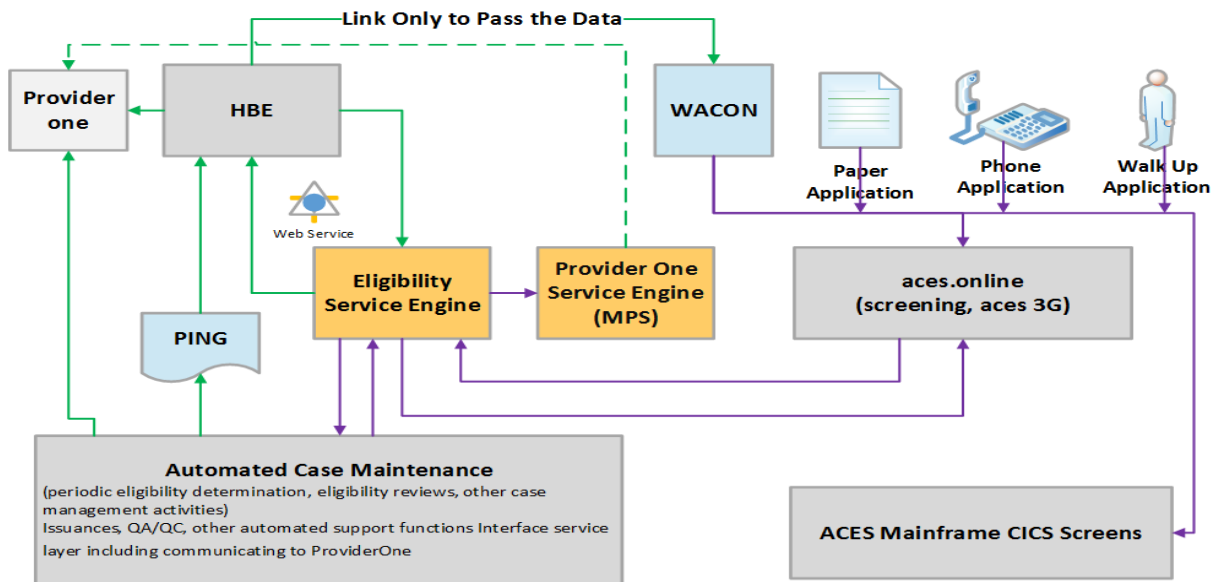 Link Only to Pass the Data
Provider
one
HBE
WACON
Paper
Application
Phone
Application
Walk Up
Application
Web Service
Eligibility
Service Engine
Provider One
Service Engine
(MPS)
aces.online
(screening, aces 3G)
PING
Automated Case Maintenance
(periodic eligibility determination, eligibility reviews, other case
management activities)
Issuances, QA/QC, other automated support functions Interface service
layer including communicating to ProviderOne
ACES Mainframe CICS Screens